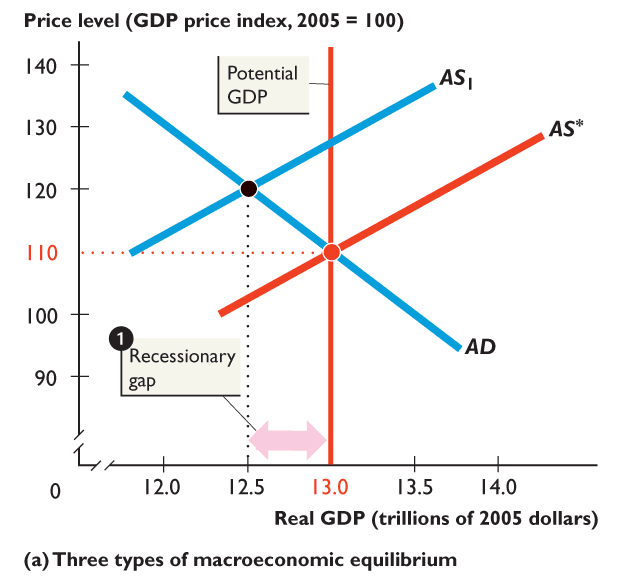 Price level (GDP price index, 2005 = 100)
140
Potential
GDP
AS1
130
AS*
120
110
100
1
Recessionary
gap
AD
90
0
12.0
12.5
13.0
13.5
14.0
Real GDP (trillions of 2005 dollars)
(a) Three types of macroeconomic equilibrium